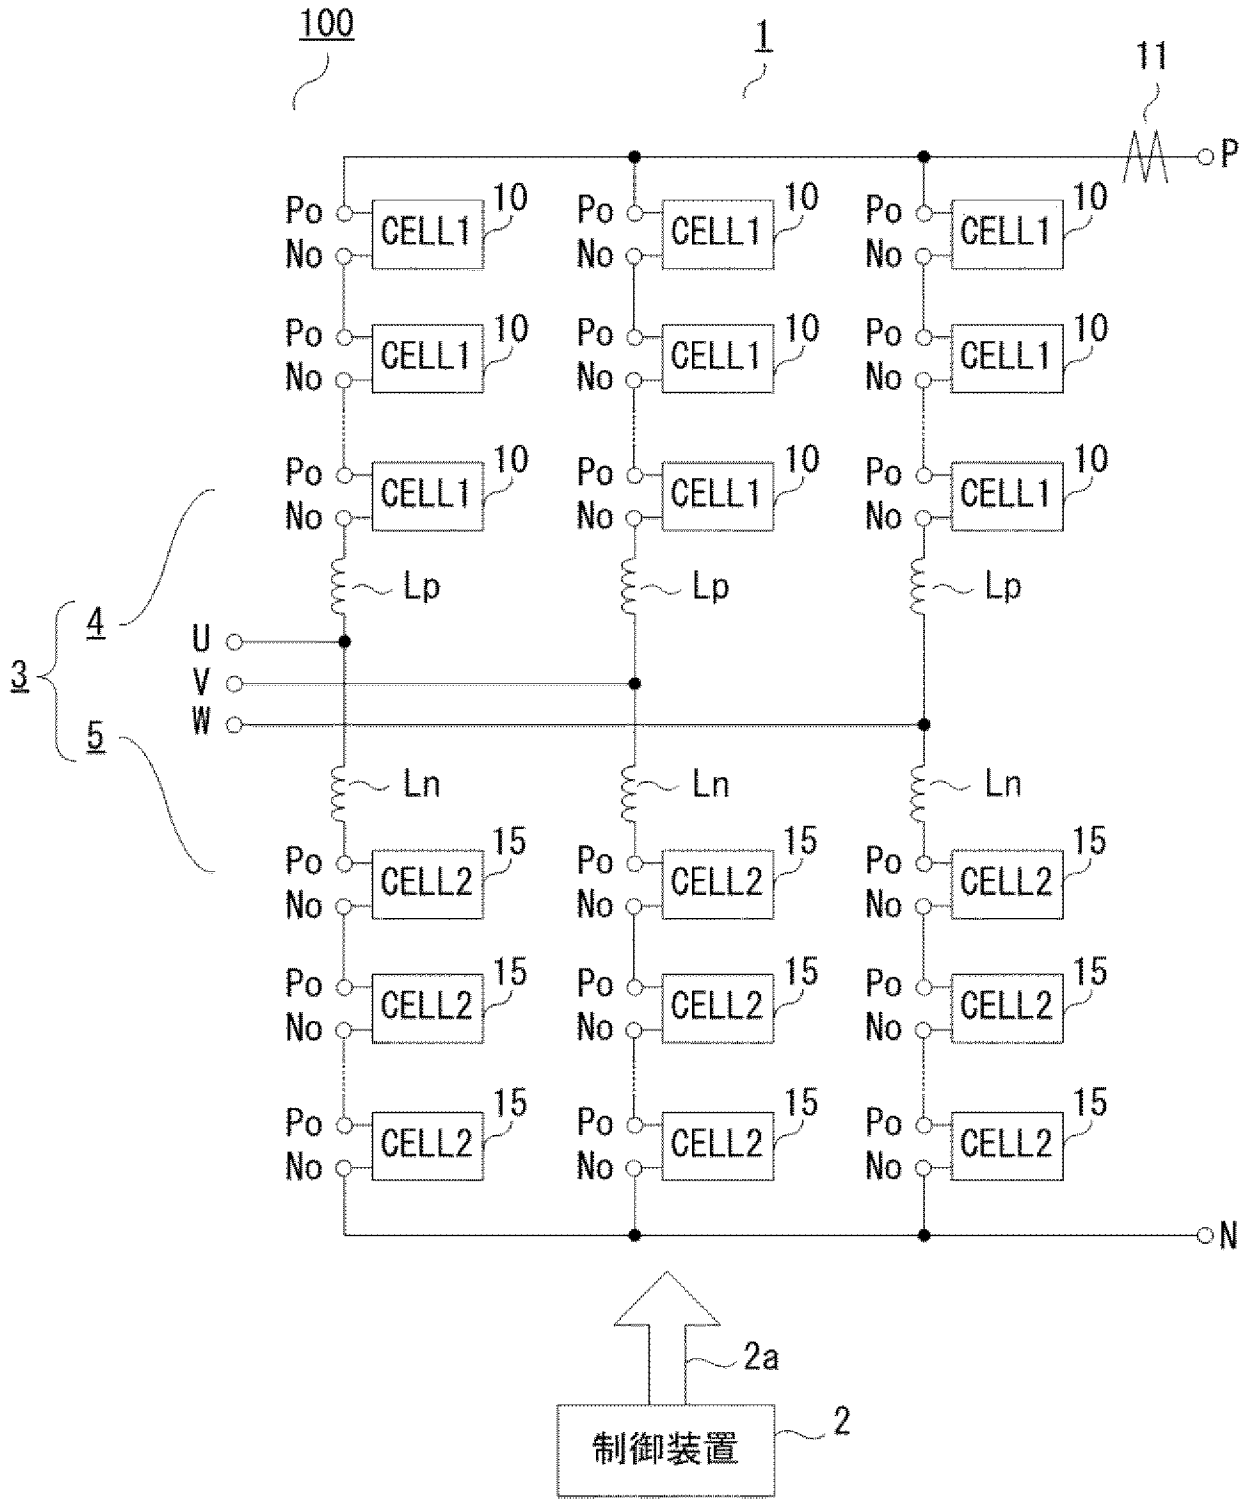 100
1
11
P
Po CELL1 10 Po CELL1 10 Po CELL1 10
No No No
Po CELL1 10 Po CELL1 10 Po CELL1 10
No No No
Po CELL1 10 Po CELL1 10 Po CELL1 10
No No No
Lp Lp Lp
4
U
3
V
W
5
Ln Ln Ln
Po CELL2 15 Po CELL2 15 Po CELL2 15
No No No
Po CELL2 15 Po CELL2 15 Po CELL2 15
No No No
Po CELL2 15 Po CELL2 15 Po CELL2 15
No No No
N
2a
制御装置 2